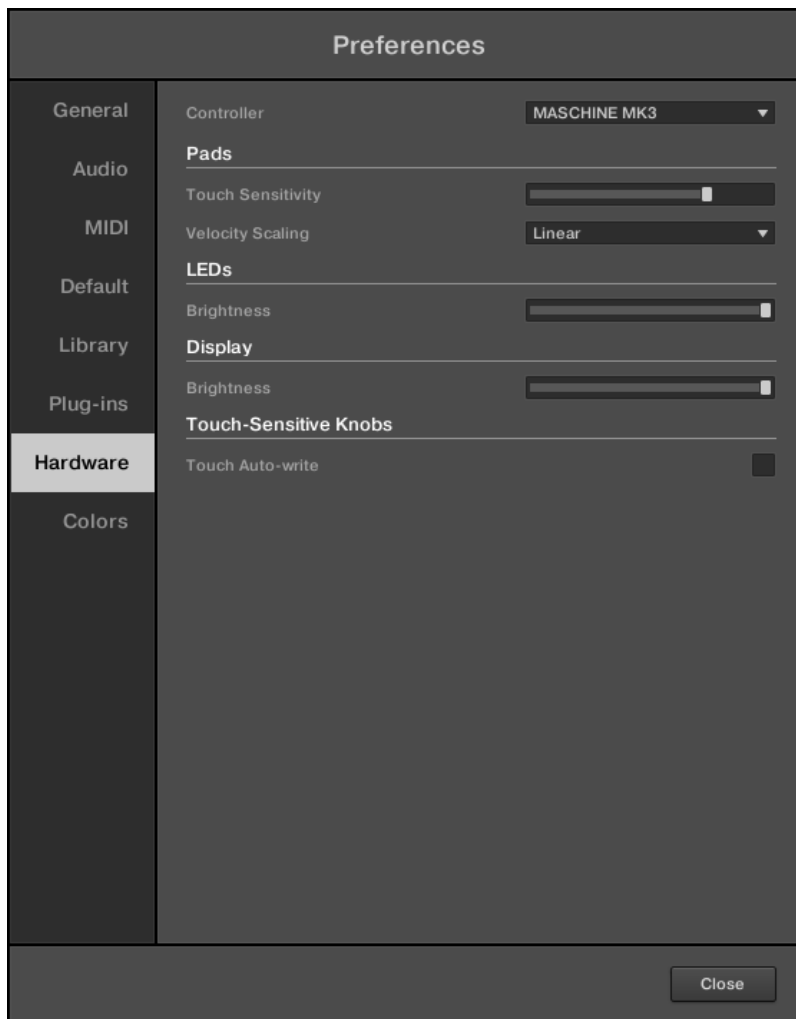 Preferences
General
Audio
MIDI
Default
Library
Plug-ins
Hardware
Colors
Controller MASCHINE MK3
Pads
Touch Sensitivity
Velocity Scaling Linear
LEDs
Brightness
Display
Brightness
Touch-Sensitive Knobs
Touch Auto-write
Close